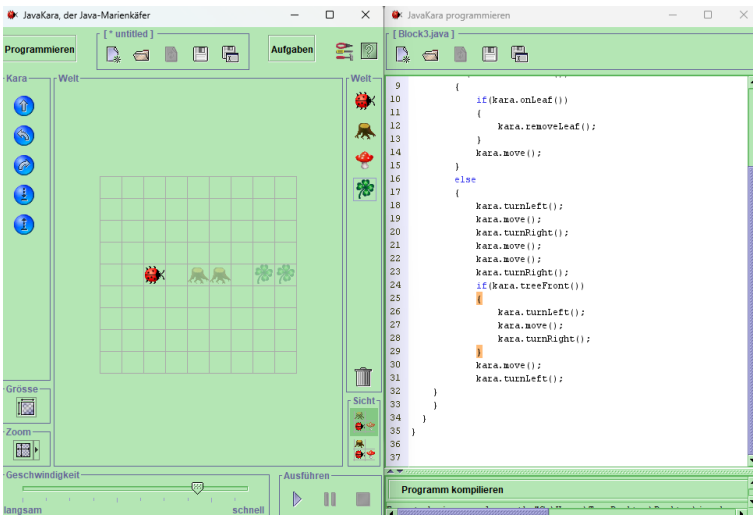 JavaKara, der Java-Marienkäfer
JavaKara programmieren
Programmieren
[ * untitled ]
Aufgaben
[ Block3.java ]
Kara
Welt
Welt
9 {
10 if(kara.onLeaf())
11 {
12 kara.removeLeaf();
13 }
14 kara.move();
15 }
16 else
17 {
18 kara.turnLeft();
19 kara.move();
20 kara.turnRight();
21 kara.move();
22 kara.move();
23 kara.turnRight();
24 if(kara.treeFront())
25 {
26 kara.turnLeft();
27 kara.move();
28 kara.turnRight();
29 }
30 kara.move();
31 kara.turnLeft();
32 }
33 }
34 }
35 }
36
37
Grösse
Zoom
Sicht
Geschwindigkeit
langsam
schnell
Ausführen
Programm kompilieren